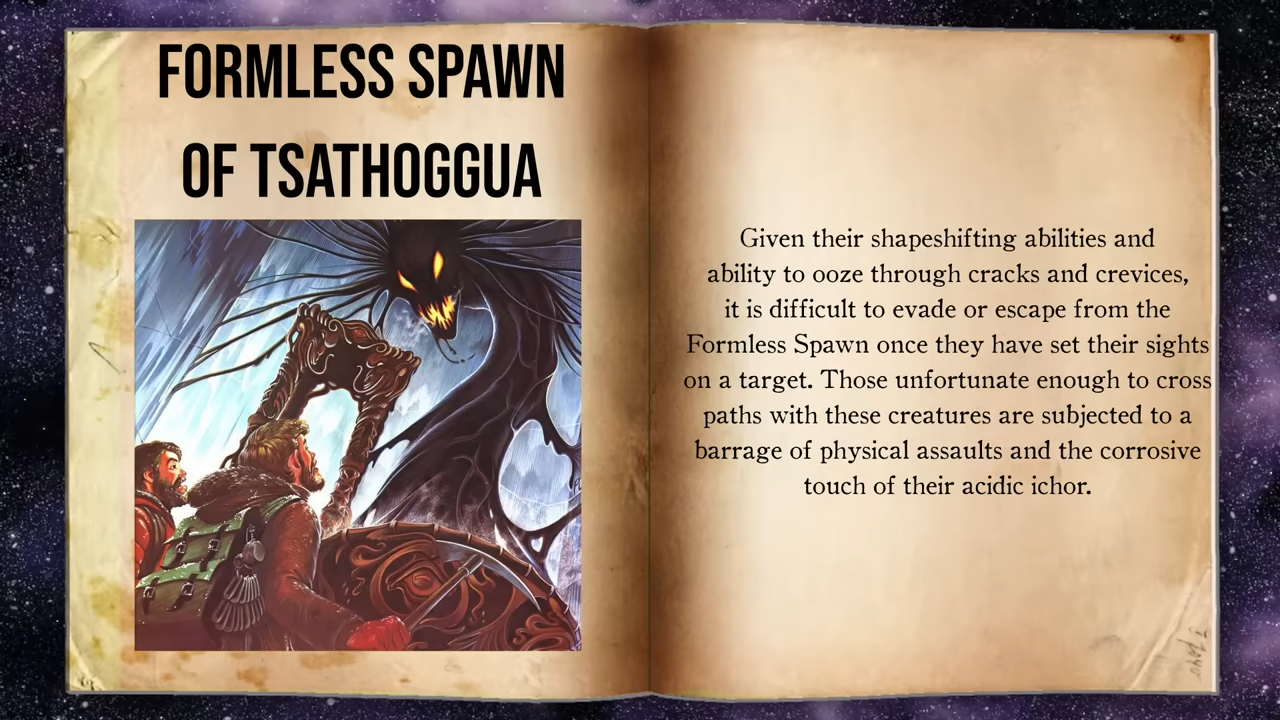 FORMLESS SPAWN
OF TSATHOGGUA
Given their shapeshifting abilities and
ability to ooze through cracks and crevices,
it is difficult to evade or escape from the
Formless Spawn once they have set their sights
on a target. Those unfortunate enough to cross
paths with these creatures are subjected to a
barrage of physical assaults and the corrosive
touch of their acidic ichor.